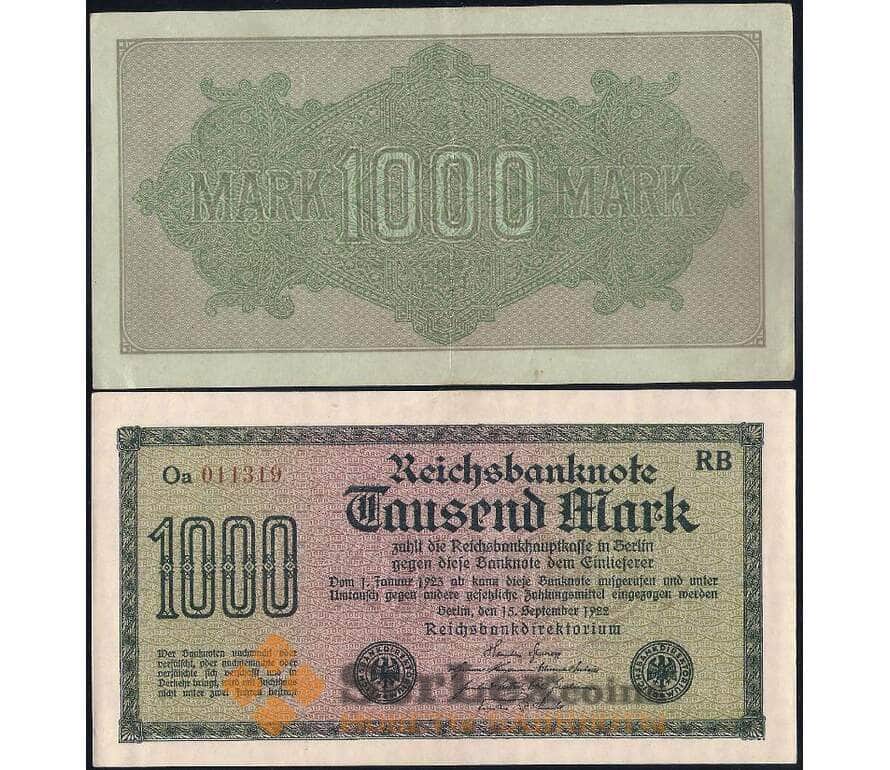 MARK 1000 MARK
Oa 011319
RB
Reichsbanknote
Tausend Mark
1000
zahlt die Reichsbankhauptkasse in Berlin
gegen diese Banknote dem Einlieferer
Vom 1. Januar 1923 ab kann diese Banknote aufgerufen und unter
Umtausch gegen andere gesetzliche Zahlungsmittel eingezogen werden
Berlin, den 15. September 1922
Reichsbankdirektorium
Wer Banknoten nachmacht oder
verfälscht, oder nachgemachte oder
verfälschte sich verschafft und in
Verkehr bringt, wird mit Zuchthaus
nicht unter zwei Jahren bestraft